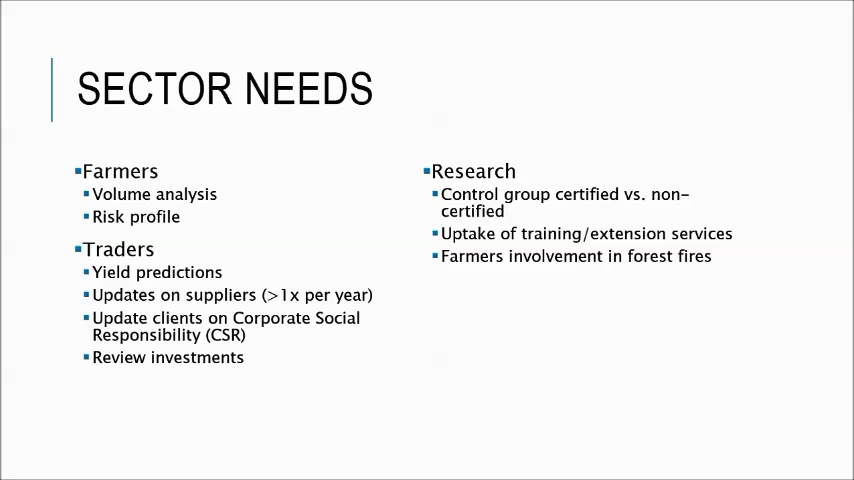 SECTOR NEEDS
Farmers
Volume analysis
Risk profile
Traders
Yield predictions
Updates on suppliers (>1x per year)
Update clients on Corporate Social
Responsibility (CSR)
Review investments
Research
Control group certified vs. non-
certified
Uptake of training/extension services
Farmers involvement in forest fires